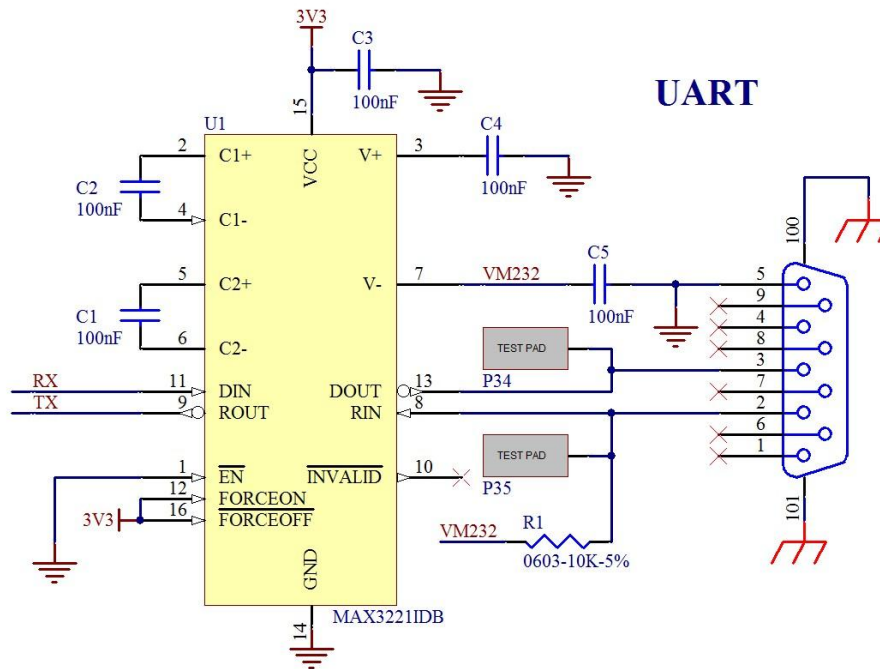 3V3
C3
100nF
UART
15
U1
2
C1+
VCC
V+
3
C4
100nF
C2
100nF
4
C1-
100
5
C2+
V-
7
VM232
C5
100nF
5
9
4
8
3
7
2
6
1
C1
100nF
6
C2-
TEST PAD
P34
RX
11
DIN
DOUT
13
TX
9
ROUT
RIN
8
TEST PAD
P35
1
EN
INVALID
10
12
FORCEON
3V3
16
FORCEOFF
VM232
R1
0603-10K-5%
101
GND
14
MAX3221IDB